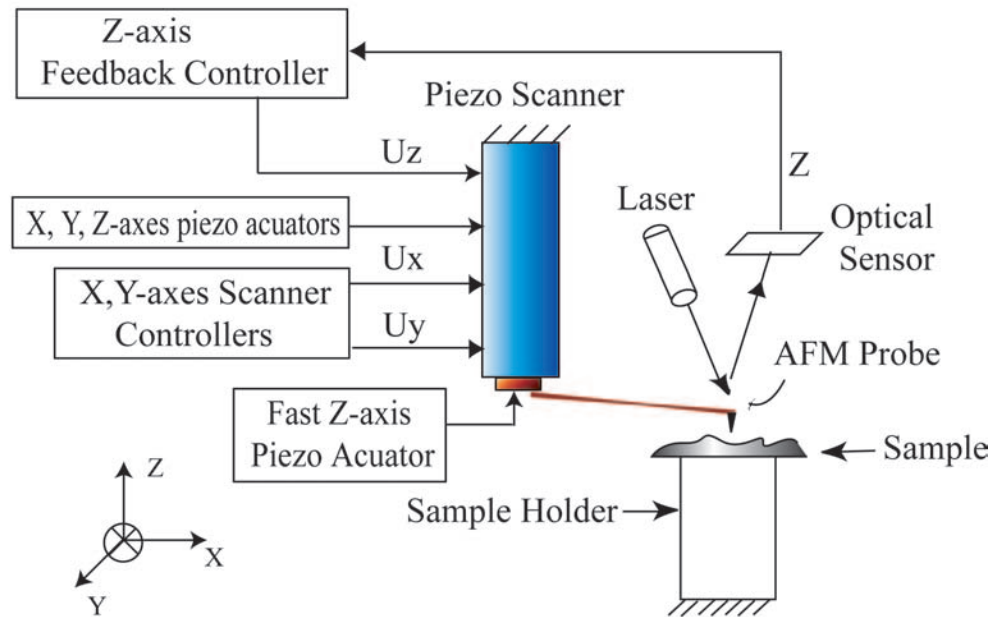 Z-axis
Feedback Controller
Piezo Scanner
Uz
Z
Laser
Optical
Sensor
X, Y, Z-axes piezo acuators
Ux
X,Y-axes Scanner
Controllers
Uy
AFM Probe
Fast Z-axis
Piezo Acuator
Sample
Sample Holder
Z
X
Y